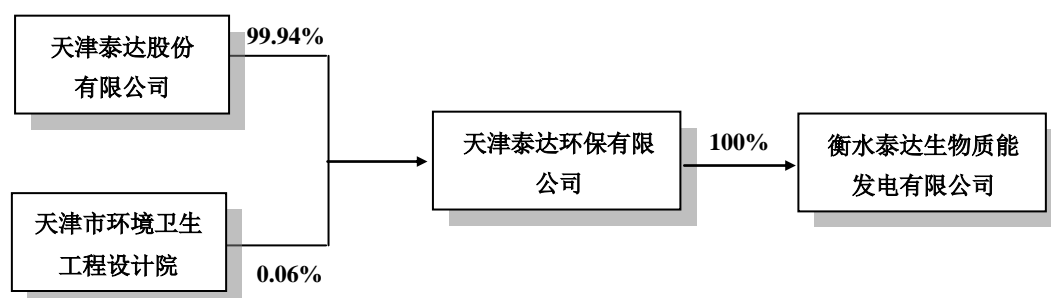 天津泰达股份
有限公司
99.94%
天津市环境卫生
工程设计院
0.06%
天津泰达环保有限
公司
100%
衡水泰达生物质能
发电有限公司